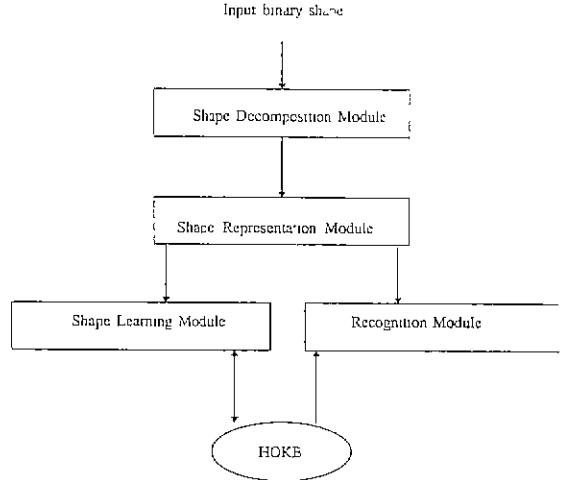 Input binary shape
Shape Decomposition Module
Shape Representation Module
Shape Learning Module
Recognition Module
HOKB